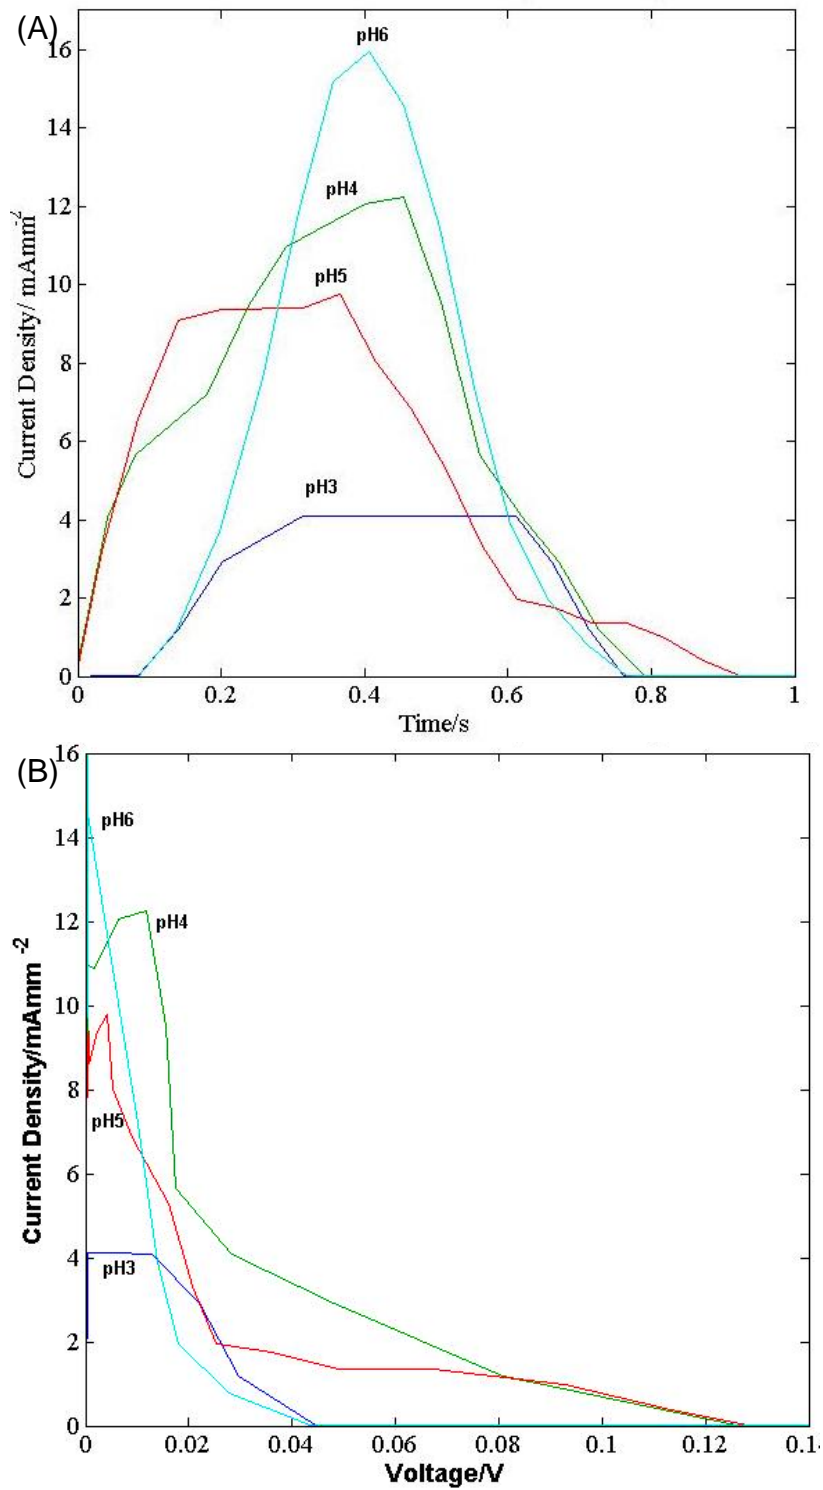 (A)
pH6
16
14
pH4
12
10
pH5
8
6
pH3
4
2
0
0 0.2 0.4 0.6 0.8 1
Time/s
Current Density/ mAmm-2
(B)
16
pH6
14
pH4
12
10
8
pH5
6
4
pH3
2
0
0 0.02 0.04 0.06 0.08 0.1 0.12 0.14
Voltage/V
Current Density/mAmm -2